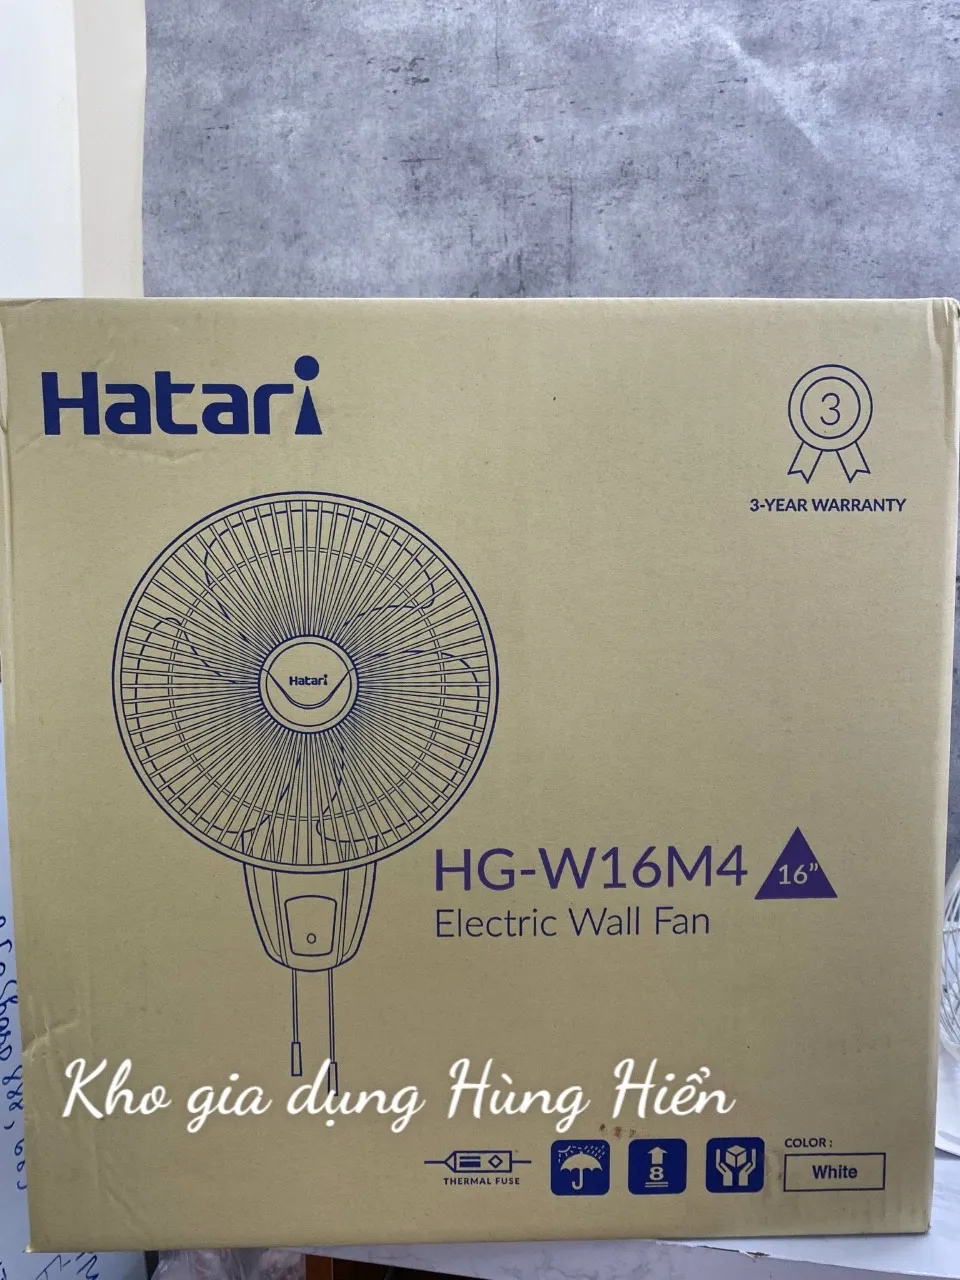 Hatari
3
3-YEAR WARRANTY
Hatari
HG-W16M4 16”
Electric Wall Fan
Kho gia dụng Hùng Hiển
THERMAL FUSE
8
COLOR :
White